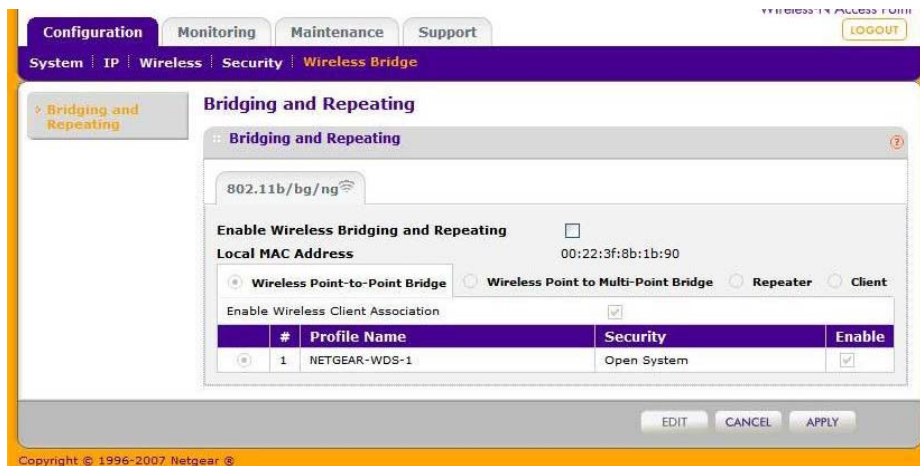 Wireless-N Access Point
Configuration Monitoring Maintenance Support LOGOUT
System IP Wireless Security Wireless Bridge
Bridging and Repeating
Bridging and Repeating
Bridging and Repeating
802.11b/bg/ng
Enable Wireless Bridging and Repeating
Local MAC Address 00:22:3f:8b:1b:90
Wireless Point-to-Point Bridge Wireless Point to Multi-Point Bridge Repeater Client
Enable Wireless Client Association
# Profile Name Security Enable
1 NETGEAR-WDS-1 Open System
EDIT CANCEL APPLY
Copyright © 1996-2007 Netgear ®